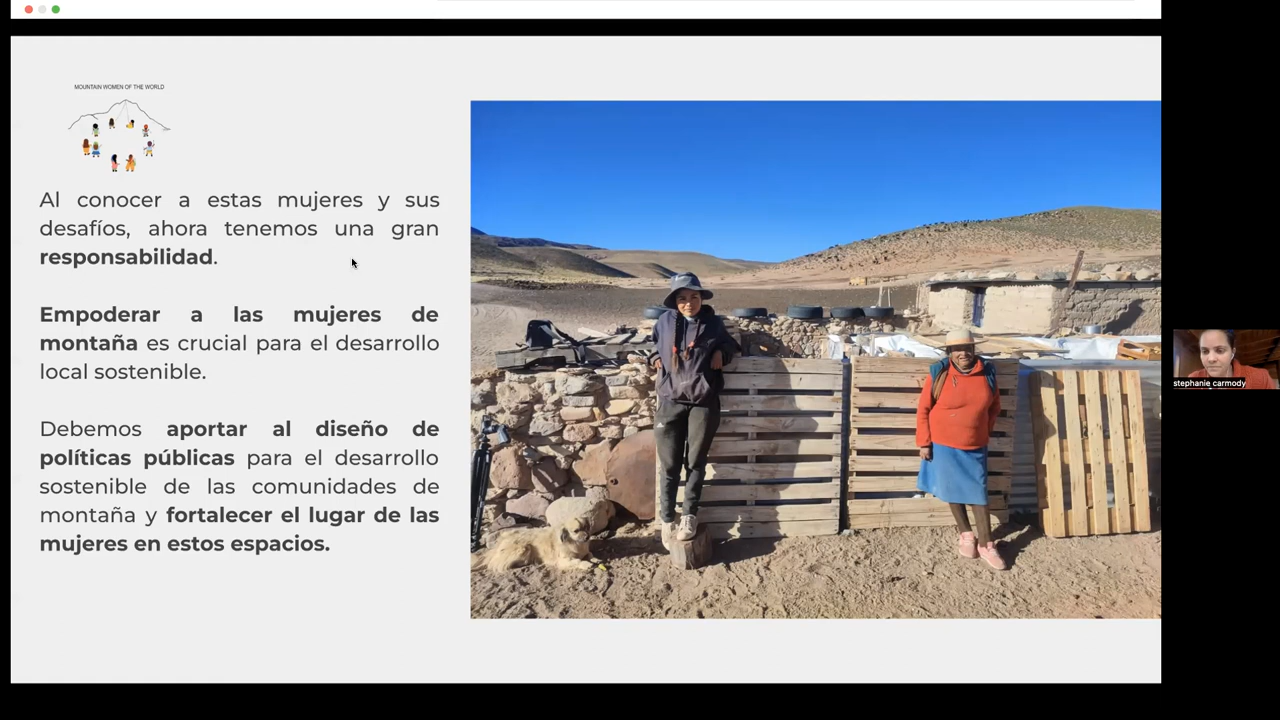 MOUNTAIN WOMEN OF THE WORLD
Al conocer a estas mujeres y sus
desafíos, ahora tenemos una gran
responsabilidad.
Empoderar a las mujeres de
montaña es crucial para el desarrollo
local sostenible.
Debemos aportar al diseño de
políticas públicas para el desarrollo
sostenible de las comunidades de
montaña y fortalecer el lugar de las
mujeres en estos espacios.
stephanie carmody